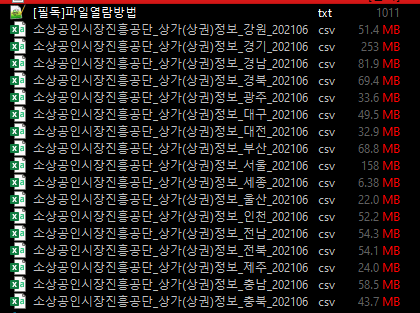 [필독]파일열람방법 txt 1011
소상공인시장진흥공단_상가(상권)정보_강원_202106 csv 51.4 MB
소상공인시장진흥공단_상가(상권)정보_경기_202106 csv 253 MB
소상공인시장진흥공단_상가(상권)정보_경남_202106 csv 81.9 MB
소상공인시장진흥공단_상가(상권)정보_경북_202106 csv 69.4 MB
소상공인시장진흥공단_상가(상권)정보_광주_202106 csv 33.6 MB
소상공인시장진흥공단_상가(상권)정보_대구_202106 csv 49.5 MB
소상공인시장진흥공단_상가(상권)정보_대전_202106 csv 32.9 MB
소상공인시장진흥공단_상가(상권)정보_부산_202106 csv 68.8 MB
소상공인시장진흥공단_상가(상권)정보_서울_202106 csv 158 MB
소상공인시장진흥공단_상가(상권)정보_세종_202106 csv 6.38 MB
소상공인시장진흥공단_상가(상권)정보_울산_202106 csv 22.0 MB
소상공인시장진흥공단_상가(상권)정보_인천_202106 csv 52.2 MB
소상공인시장진흥공단_상가(상권)정보_전남_202106 csv 54.3 MB
소상공인시장진흥공단_상가(상권)정보_전북_202106 csv 54.1 MB
소상공인시장진흥공단_상가(상권)정보_제주_202106 csv 24.0 MB
소상공인시장진흥공단_상가(상권)정보_충남_202106 csv 58.5 MB
소상공인시장진흥공단_상가(상권)정보_충북_202106 csv 43.7 MB